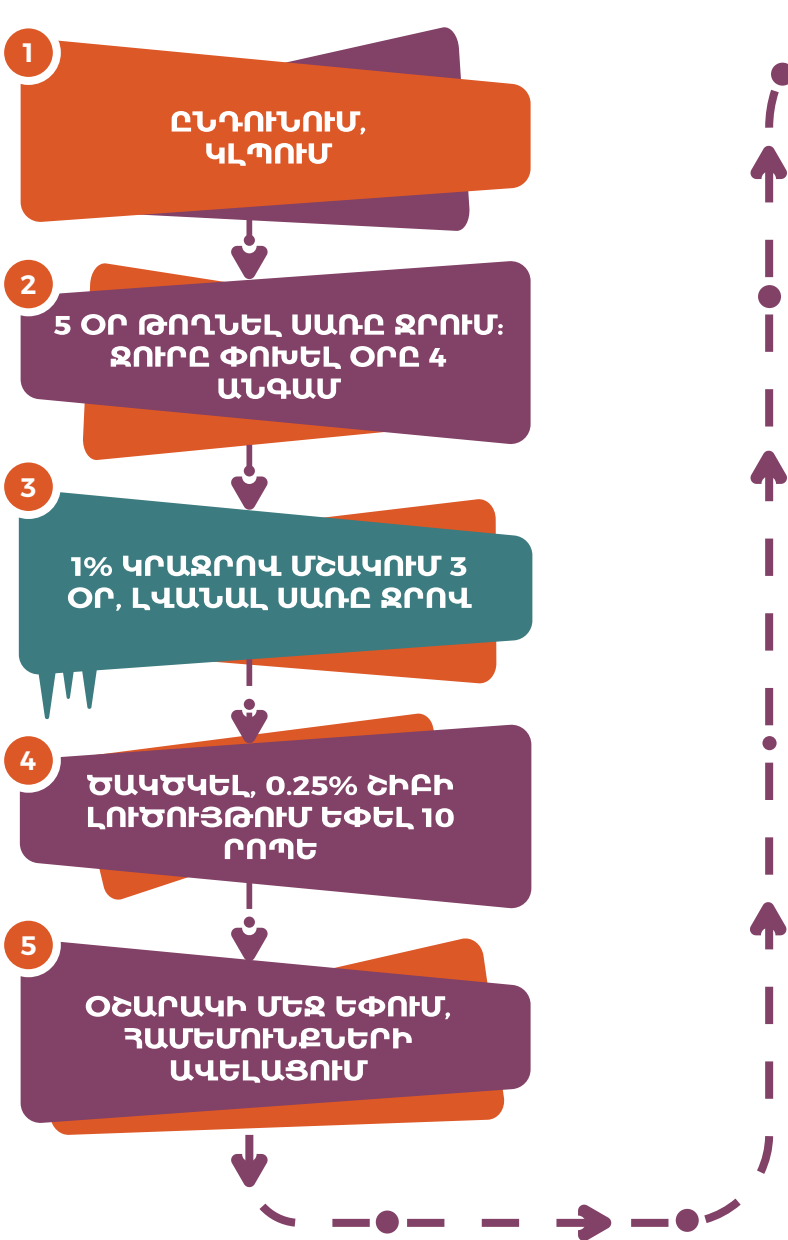 1
ԸՆԴՈՒՆՈՒՄ,
ԿԼՊՈՒՄ
2
5 ՕՐ ԹՈՂՆԵԼ ՍԱՌԸ ՋՐՈՒՄ։
ՋՈՒՐԸ ՓՈԽԵԼ ՕՐԸ 4
ԱՆԳԱՄ
3
1% ԿՐԱՋՐՈՎ ՄՇԱԿՈՒՄ 3
ՕՐ, ԼՎԱՆԱԼ ՍԱՌԸ ՋՐՈՎ
4
ԾԱԿԾԿԵԼ, 0.25% ՇԻԲԻ
ԼՈՒԾՈՒՅԹՈՒՄ ԵՓԵԼ 10
ՐՈՊԵ
5
ՕՇԱՐԱԿԻ ՄԵՋ ԵՓՈՒՄ,
ՀԱՄԵՄՈՒՆՔՆԵՐԻ
ԱՎԵԼԱՑՈՒՄ